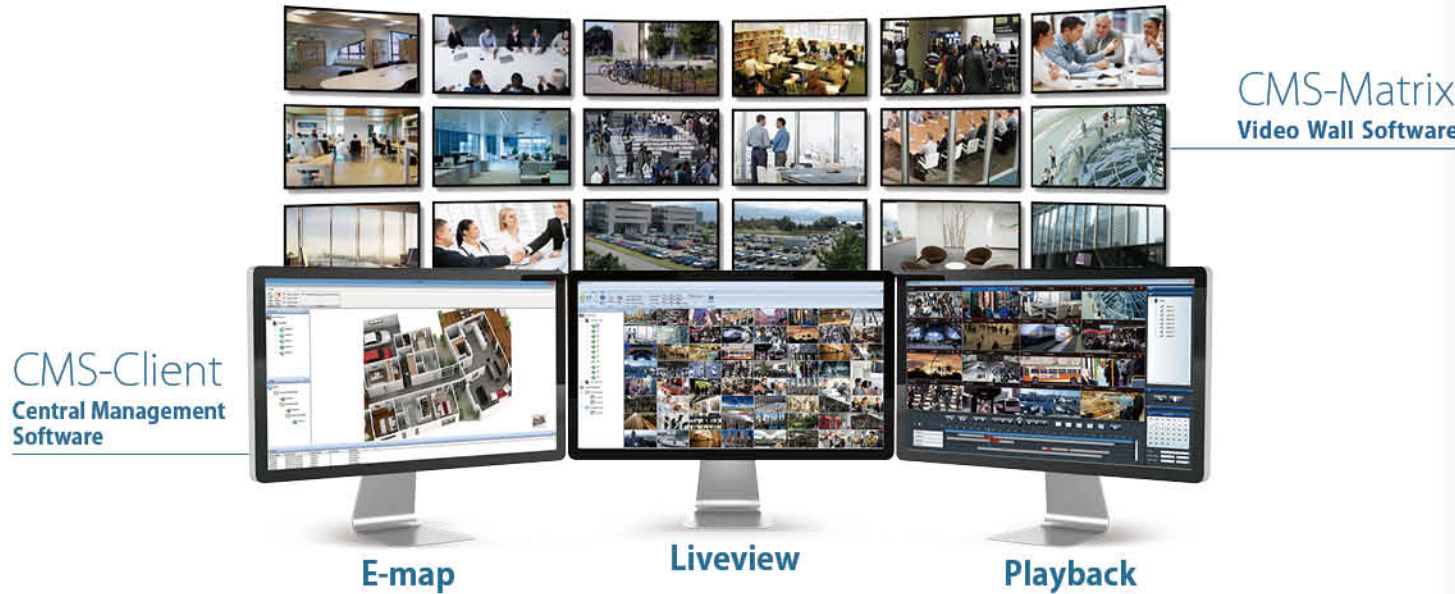 CMS-Matrix
Video Wall Software
CMS-Client
Central Management
Software
E-map
Liveview
Playback